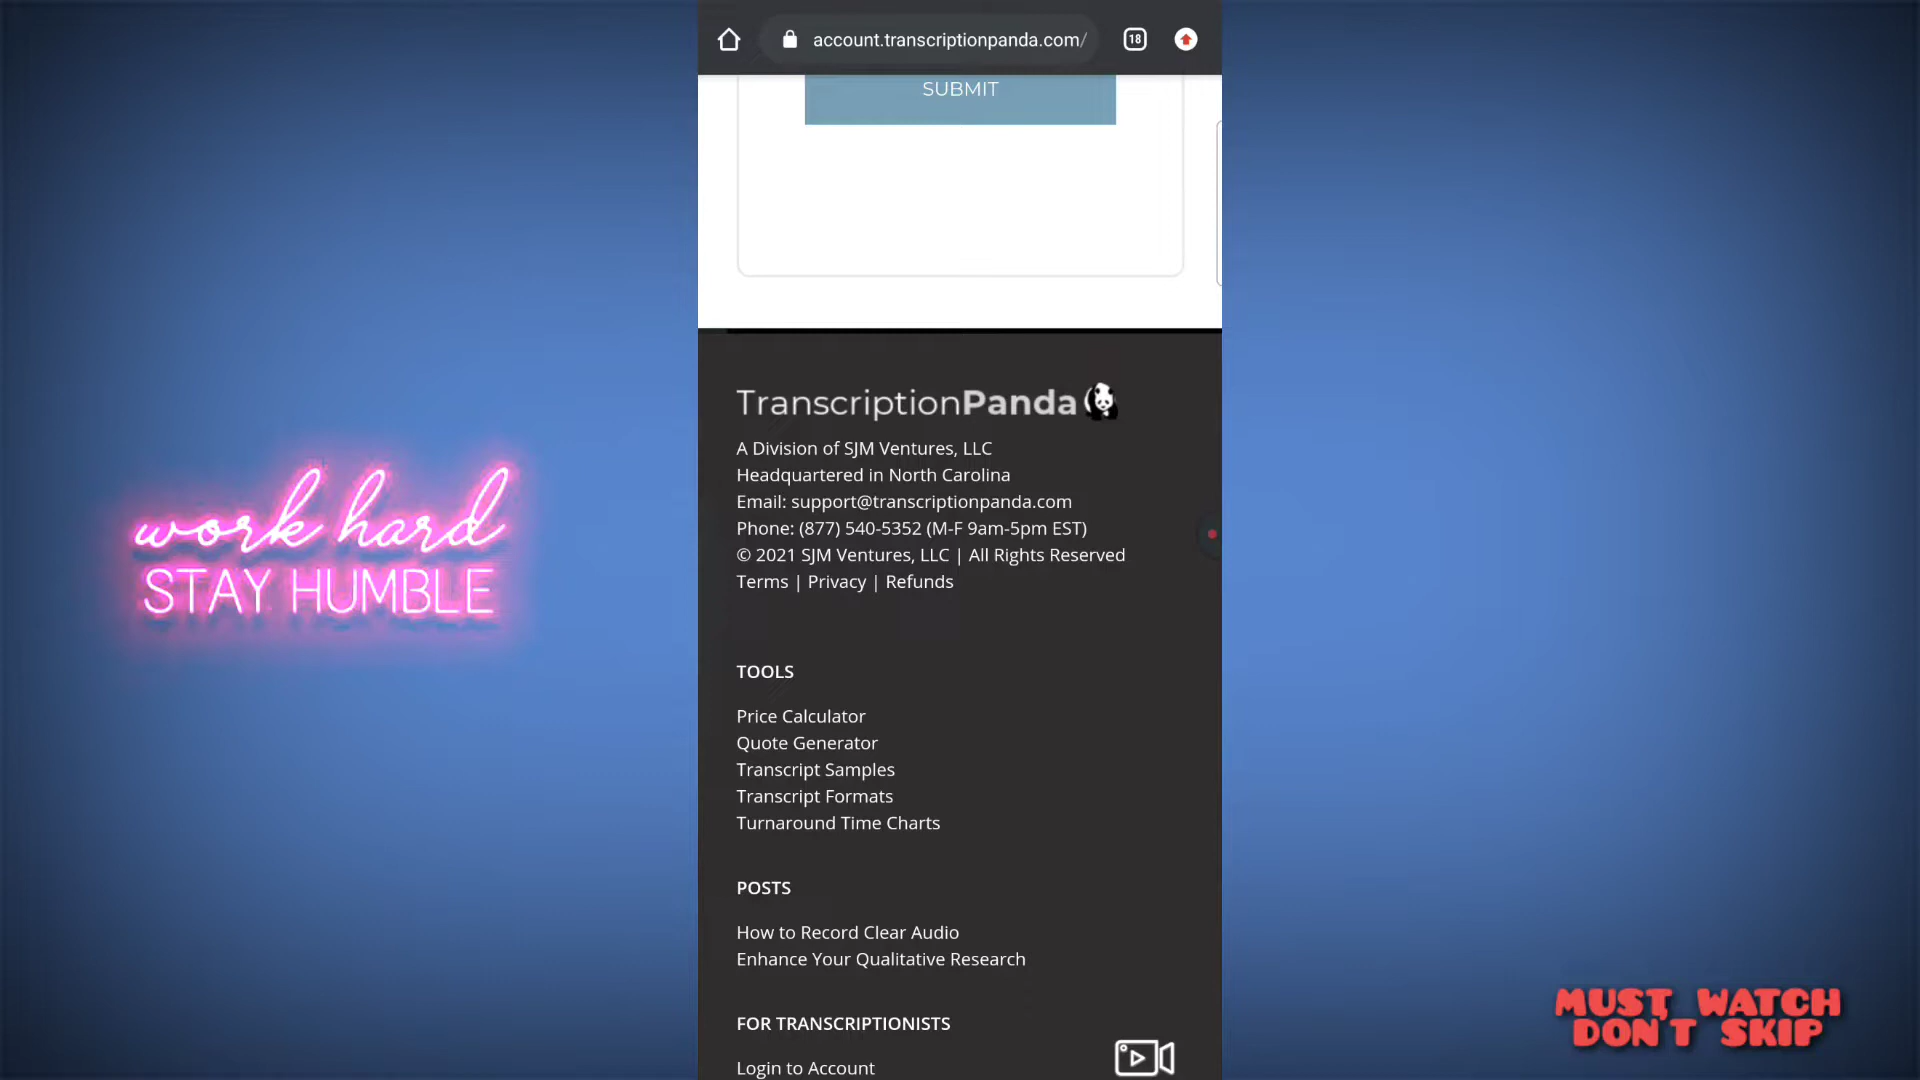 account.transcriptionpanda.com/
18
SUBMIT
TranscriptionPanda
A Division of SJM Ventures, LLC
Headquartered in North Carolina
Email: support@transcriptionpanda.com
Phone: (877) 540-5352 (M-F 9am-5pm EST)
© 2021 SJM Ventures, LLC | All Rights Reserved
Terms | Privacy | Refunds
TOOLS
Price Calculator
Quote Generator
Transcript Samples
Transcript Formats
Turnaround Time Charts
POSTS
How to Record Clear Audio
Enhance Your Qualitative Research
FOR TRANSCRIPTIONISTS
Login to Account
work hard
STAY HUMBLE
MUST WATCH
DON'T SKIP